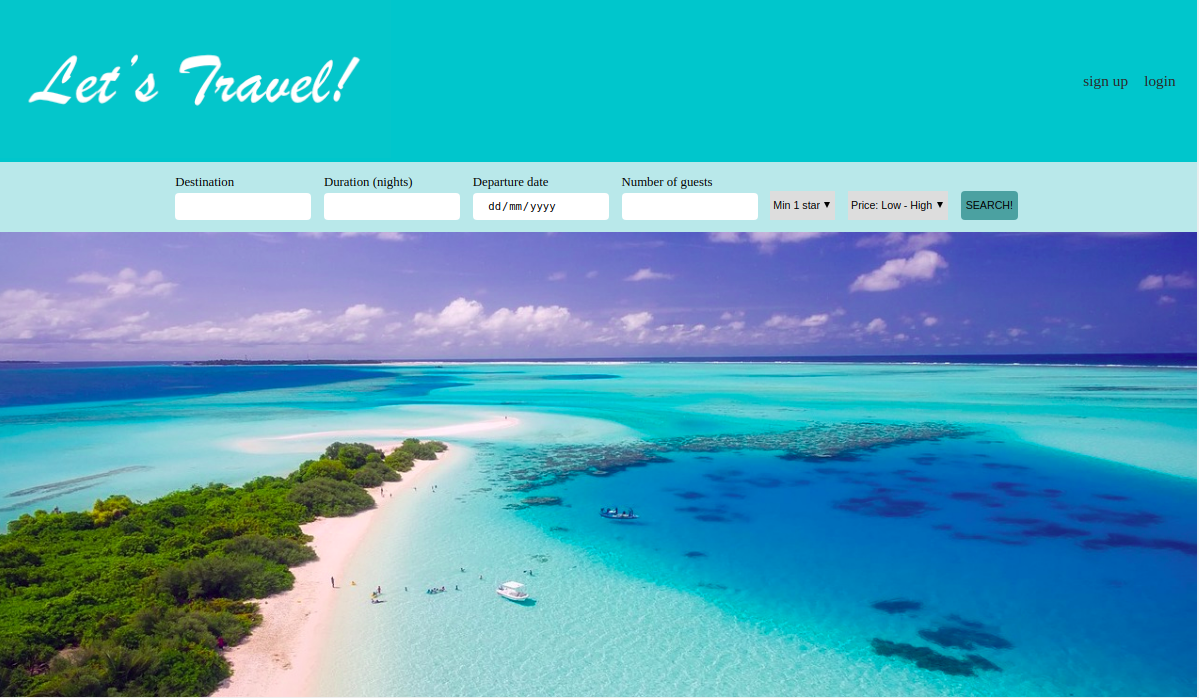 Let's Travel!
sign up login
Destination Duration (nights) Departure date Number of guests
dd/mm/yyyy Min 1 star Price: Low - High SEARCH!